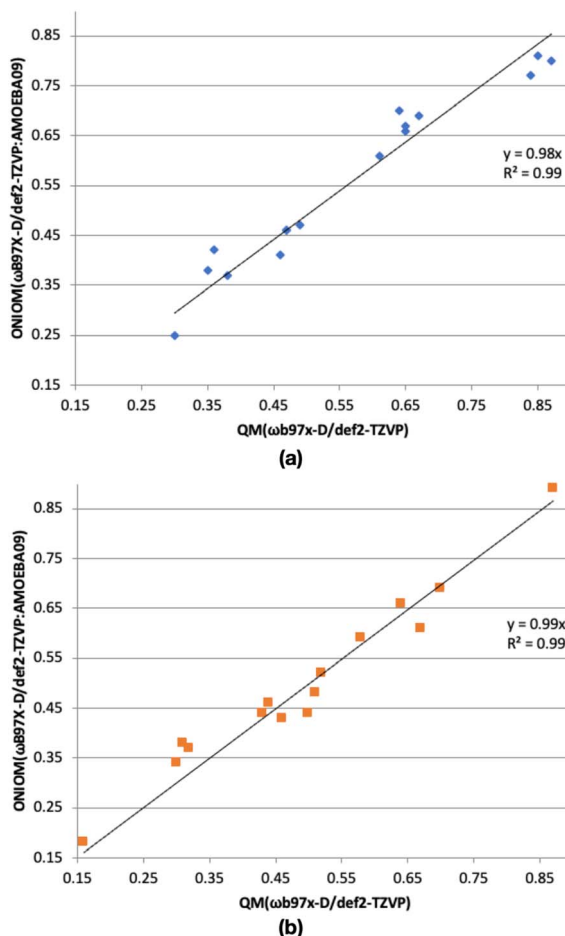 0.85
0.75
0.65
0.55
0.45
0.35
0.25
0.15
ONIOM(ωB97X-D/def2-TZVP:AMOEBA09)
y = 0.98x
R² = 0.99
0.15 0.25 0.35 0.45 0.55 0.65 0.75 0.85
QM(ωb97x-D/def2-TZVP)
(a)
0.85
0.75
0.65
0.55
0.45
0.35
0.25
0.15
ONIOM(ωB97X-D/def2-TZVP:AMOEBA09)
y = 0.99x
R² = 0.99
0.15 0.25 0.35 0.45 0.55 0.65 0.75 0.85
QM(ωb97x-D/def2-TZVP)
(b)